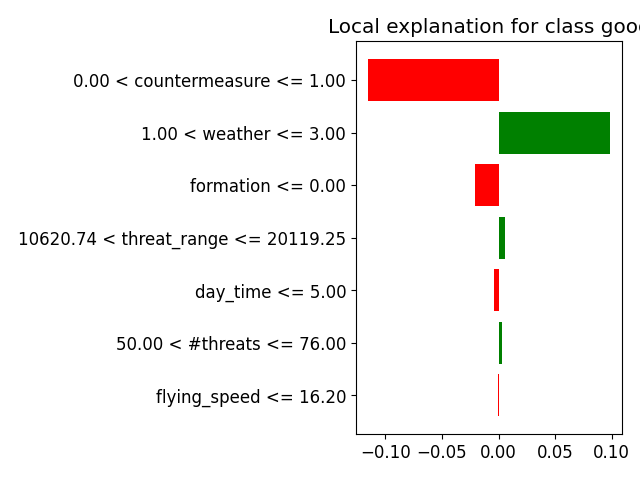 Local explanation for class goo
0.00 < countermeasure <= 1.00
1.00 < weather <= 3.00
formation <= 0.00
10620.74 < threat_range <= 20119.25
day_time <= 5.00
50.00 < #threats <= 76.00
flying_speed <= 16.20
−0.10 −0.05 0.00 0.05 0.10